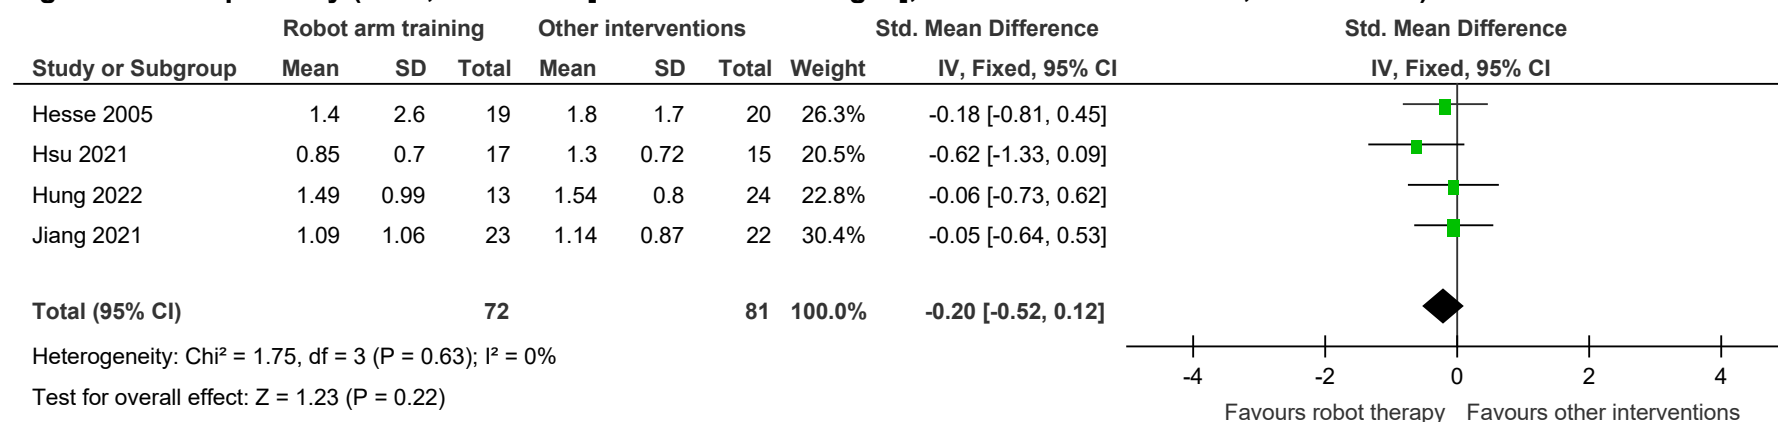 Robot arm training Other interventions Std. Mean Difference Std. Mean Difference
Study or Subgroup Mean SD Total Mean SD Total Weight IV, Fixed, 95% CI IV, Fixed, 95% CI
Hesse 2005 1.4 2.6 19 1.8 1.7 20 26.3% -0.18 [-0.81, 0.45]
Hsu 2021 0.85 0.7 17 1.3 0.72 15 20.5% -0.62 [-1.33, 0.09]
Hung 2022 1.49 0.99 13 1.54 0.8 24 22.8% -0.06 [-0.73, 0.62]
Jiang 2021 1.09 1.06 23 1.14 0.87 22 30.4% -0.05 [-0.64, 0.53]
Total (95% CI) 72 81 100.0% -0.20 [-0.52, 0.12]
Heterogeneity: Chi² = 1.75, df = 3 (P = 0.63); I² = 0%
Test for overall effect: Z = 1.23 (P = 0.22)
-4 -2 0 2 4
Favours robot therapy Favours other interventions